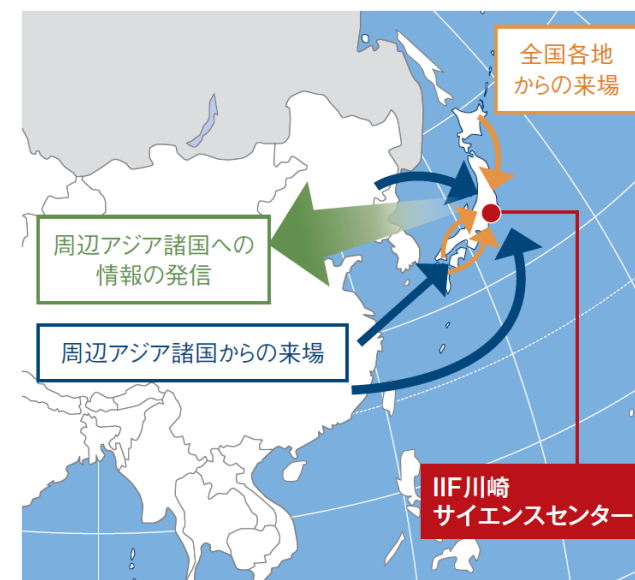 全国各地
からの来場
周辺アジア諸国への
情報の発信
周辺アジア諸国からの来場
IIF川崎
サイエンスセンター